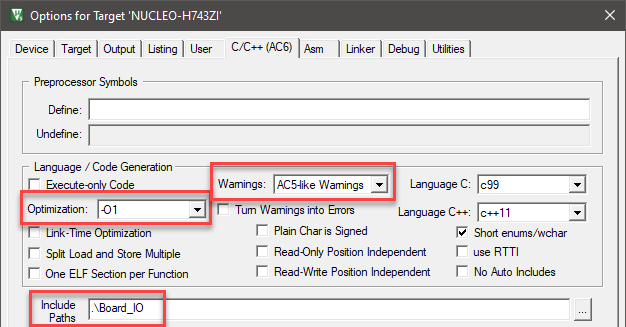 Options for Target 'NUCLEO-H743ZI'
Device Target Output Listing User C/C++ (AC6) Asm Linker Debug Utilities
Preprocessor Symbols
Define:
Undefine:
Language / Code Generation
Execute-only Code Warnings: AC5-like Warnings Language C: c99
Optimization: -O1 Turn Warnings into Errors Language C++: c++11
Link-Time Optimization Plain Char is Signed Short enums/wchar
Split Load and Store Multiple Read-Only Position Independent use RTTI
One ELF Section per Function Read-Write Position Independent No Auto Includes
Include Paths .\Board_IO ...